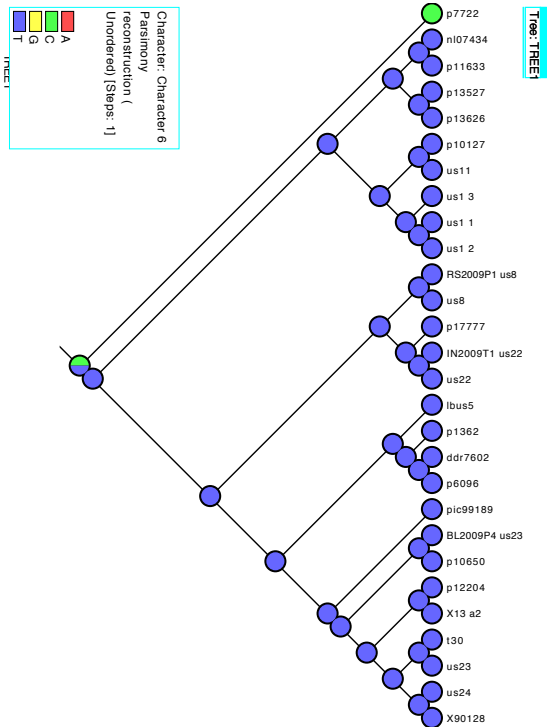 Tree: TREE1
Character: Character 6
Parsimony
reconstruction (
Unordered) [Steps: 1]
A
C
G
T
p7722
nl07434
p11633
p13527
p13626
p10127
us11
us1 3
us1 1
us1 2
RS2009P1 us8
us8
p17777
IN2009T1 us22
us22
lbus5
p1362
ddr7602
p6096
pic99189
BL2009P4 us23
p10650
p12204
X13 a2
t30
us23
us24
X90128